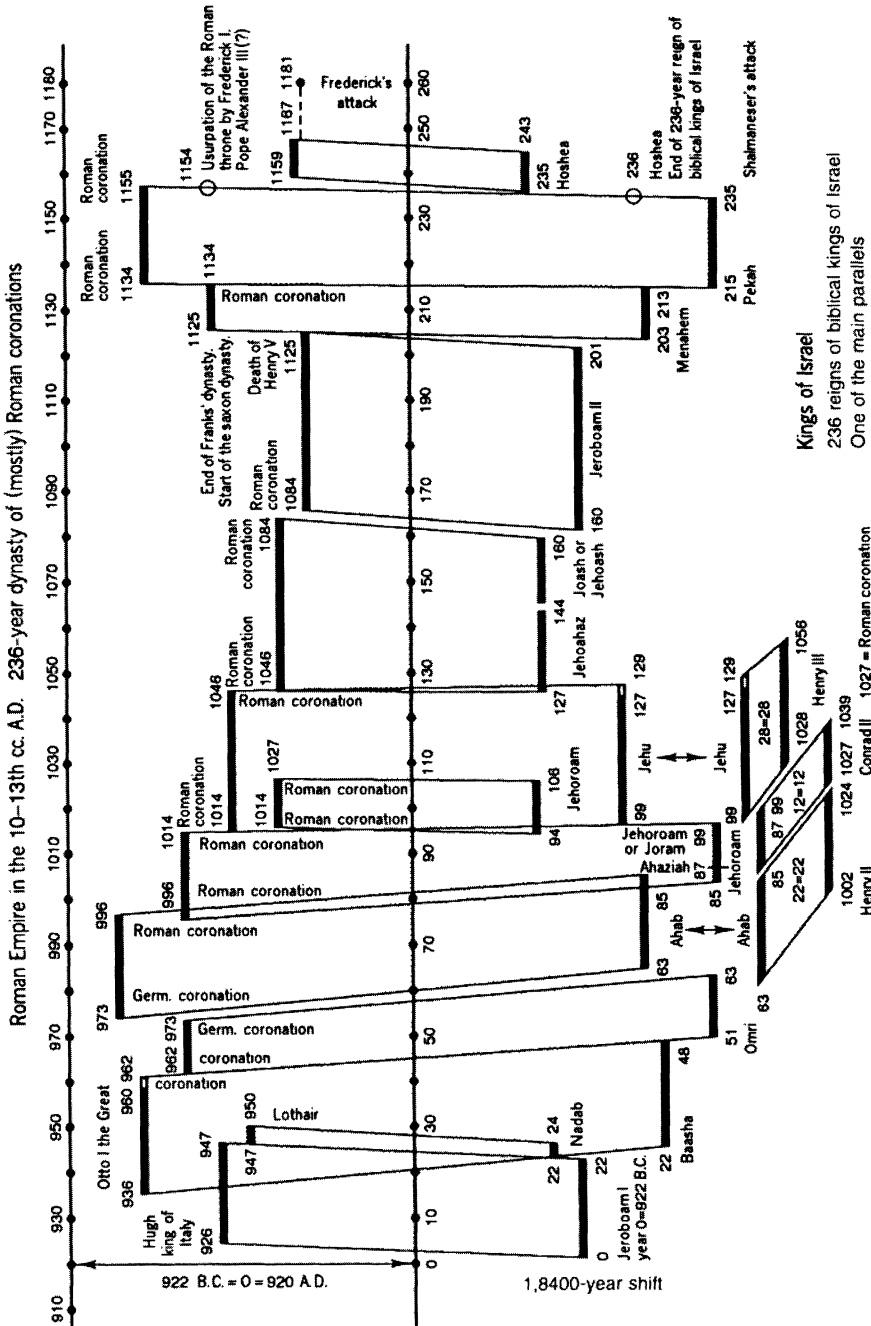 Roman Empire in the 10–13th cc. A.D. 236-year dynasty of (mostly) Roman coronations
910
930
950
970
990
1010
1030
1050
1070
1090
1110
1130
1150
1170
1180
922 B.C. = 0 = 920 A.D.
Hugh
king of
Italy
926
947
947
950
Lothair
Otto I the Great
936
960
962
coronation
962
973
coronation
Germ. coronation
973
996
Germ. coronation
Roman coronation
996
1014
Roman coronation
Roman coronation
Roman
coronation
1014
1046
Roman coronation
1014
1027
Roman coronation
Roman coronation
Roman
coronation
1046
1084
Roman
coronation
Roman
coronation
1084
1125
Death of
Henry V
End of Franks' dynasty.
Start of the saxon dynasty.
1125
1134
Roman coronation
Roman
coronation
1134
1155
Roman
coronation
1154
Usurpation of the Roman
throne by Frederick I.
Pope Alexander III (?)
1159
1167
1181
Frederick's
attack
0
10
30
50
70
90
110
130
150
170
190
210
230
250
260
1,8400-year shift
0
22
Jeroboam I
year 0=922 B.C.
22
24
Nadab
22
48
Baasha
51
63
Omri
63
85
Ahab
Ahab
85
87
99
Ahaziah
Jehoroam
or Joram
Jehoroam
94
106
Jehoroam
99
127
129
Jehu
Jehu
127
144
Jehoahaz
160
Joash or
Jehoash
160
201
Jeroboam II
203
213
Menahem
215
235
Pekah
235
243
Hoshea
236
Hoshea
End of 236-year reign of
biblical kings of Israel
Shalmaneser's attack
63
85
22=22
1002
1024
Henry II
87
99
12=12
1027
1039
Conrad II
1027 = Roman coronation
99
127
129
28=28
1028
1056
Henry III
Kings of Israel
236 reigns of biblical kings of Israel
One of the main parallels